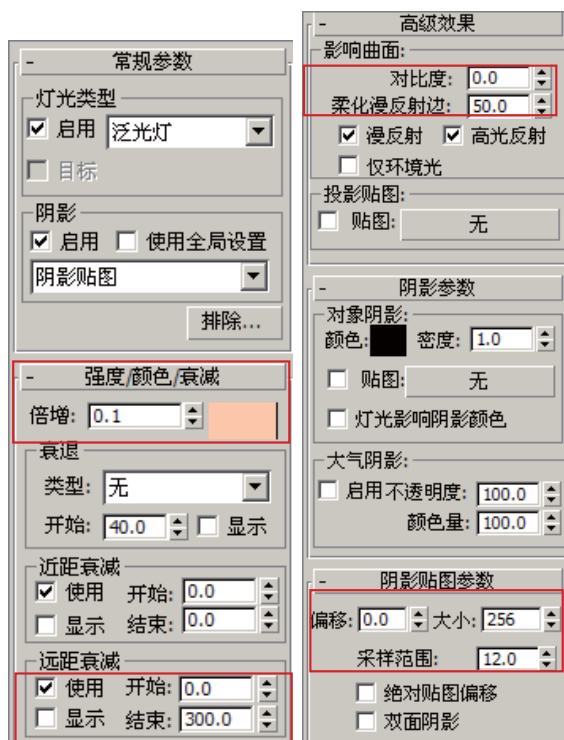 - 常规参数
灯光类型
启用 泛光灯
目标
阴影
启用 使用全局设置
阴影贴图
排除...
- 强度/颜色/衰减
倍增: 0.1
衰退
类型: 无
开始: 40.0 显示
近距衰减
使用 开始: 0.0
显示 结束: 0.0
远距衰减
使用 开始: 0.0
显示 结束: 300.0
- 高级效果
影响曲面:
对比度: 0.0
柔化漫反射边: 50.0
漫反射 高光反射
仅环境光
投影贴图:
贴图: 无
- 阴影参数
对象阴影:
颜色: 密度: 1.0
贴图: 无
灯光影响阴影颜色
大气阴影:
启用不透明度: 100.0
颜色量: 100.0
- 阴影贴图参数
偏移: 0.0 大小: 256
采样范围: 12.0
绝对贴图偏移
双面阴影